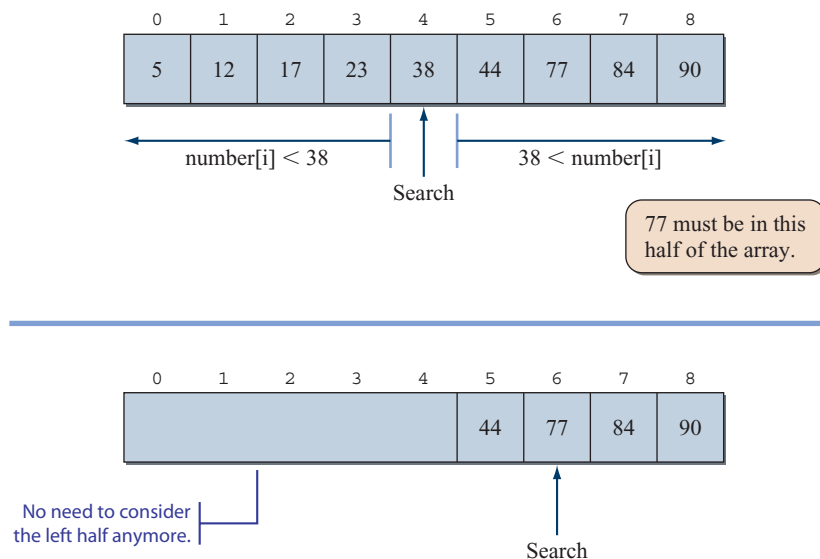 0 1 2 3 4 5 6 7 8
5 12 17 23 38 44 77 84 90
number[i] < 38
38 < number[i]
Search
77 must be in this
half of the array.
0 1 2 3 4 5 6 7 8
44 77 84 90
No need to consider
the left half anymore.
Search